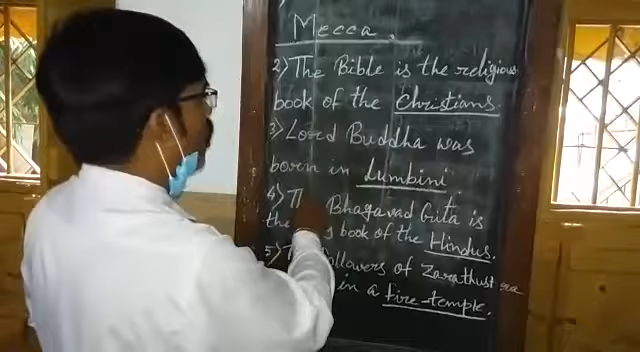 Mecca.
2) The Bible is the religious
book of the Christians.
3) Lord Buddha was
born in Lumbini.
4) Bhagavad Gita is
the book of the Hindus.
5) followers of Zarathustra
in a fire-temple.